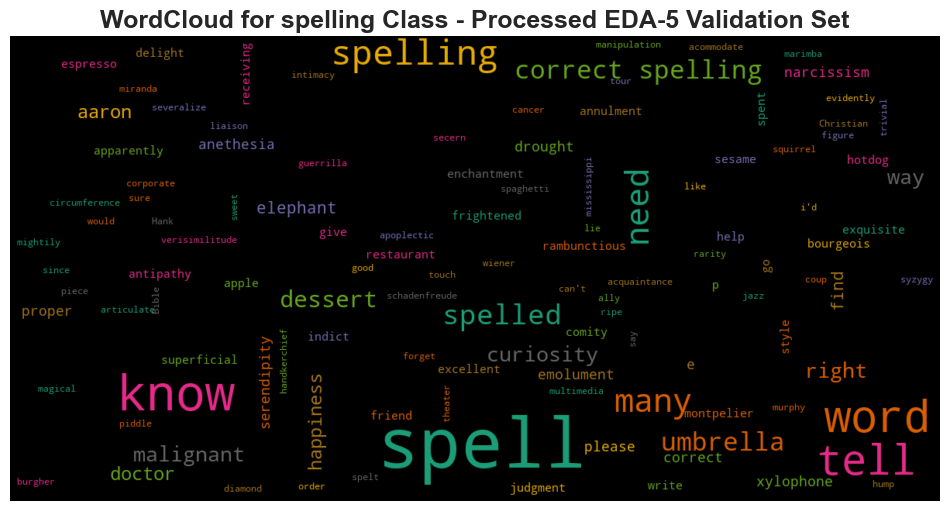 WordCloud for spelling Class - Processed EDA-5 Validation Set
spelling
manipulation
acommodate
delight
receiving
marimba
espresso
correct spelling
narcissism
intimacy
tour
miranda
evidently
aaron
severalize
cancer
annulment
spent
trivial
liaison
Christian
figure
secern
anethesia
drought
squirrel
apparently
sesame
hotdog
guerrilla
enchantment
mississippi
need
way
corporate
spaghetti
like
sure
sweet
circumference
elephant
frightened
i'd
would
Hank
lie
exquisite
give
apoplectic
help
mightily
verisimilitude
rambunctious
bourgeois
restaurant
rarity
since
good
wiener
go
antipathy
touch
find
coup
syzygy
piece
Bible
apple
can't
acquaintance
p
dessert
schadenfreude
ally
jazz
proper
articulate
spelled
ripe
indict
comity
say
style
handkerchief
superficial
serendipity
forget
curiosity
e
excellent
emolument
right
magical
know
happiness
theater
multimedia
many
murphy
piddle
friend
montpelier
word
spell
please
umbrella
malignant
correct
tell
doctor
spelt
burgher
diamond
order
judgment
write
xylophone
hump